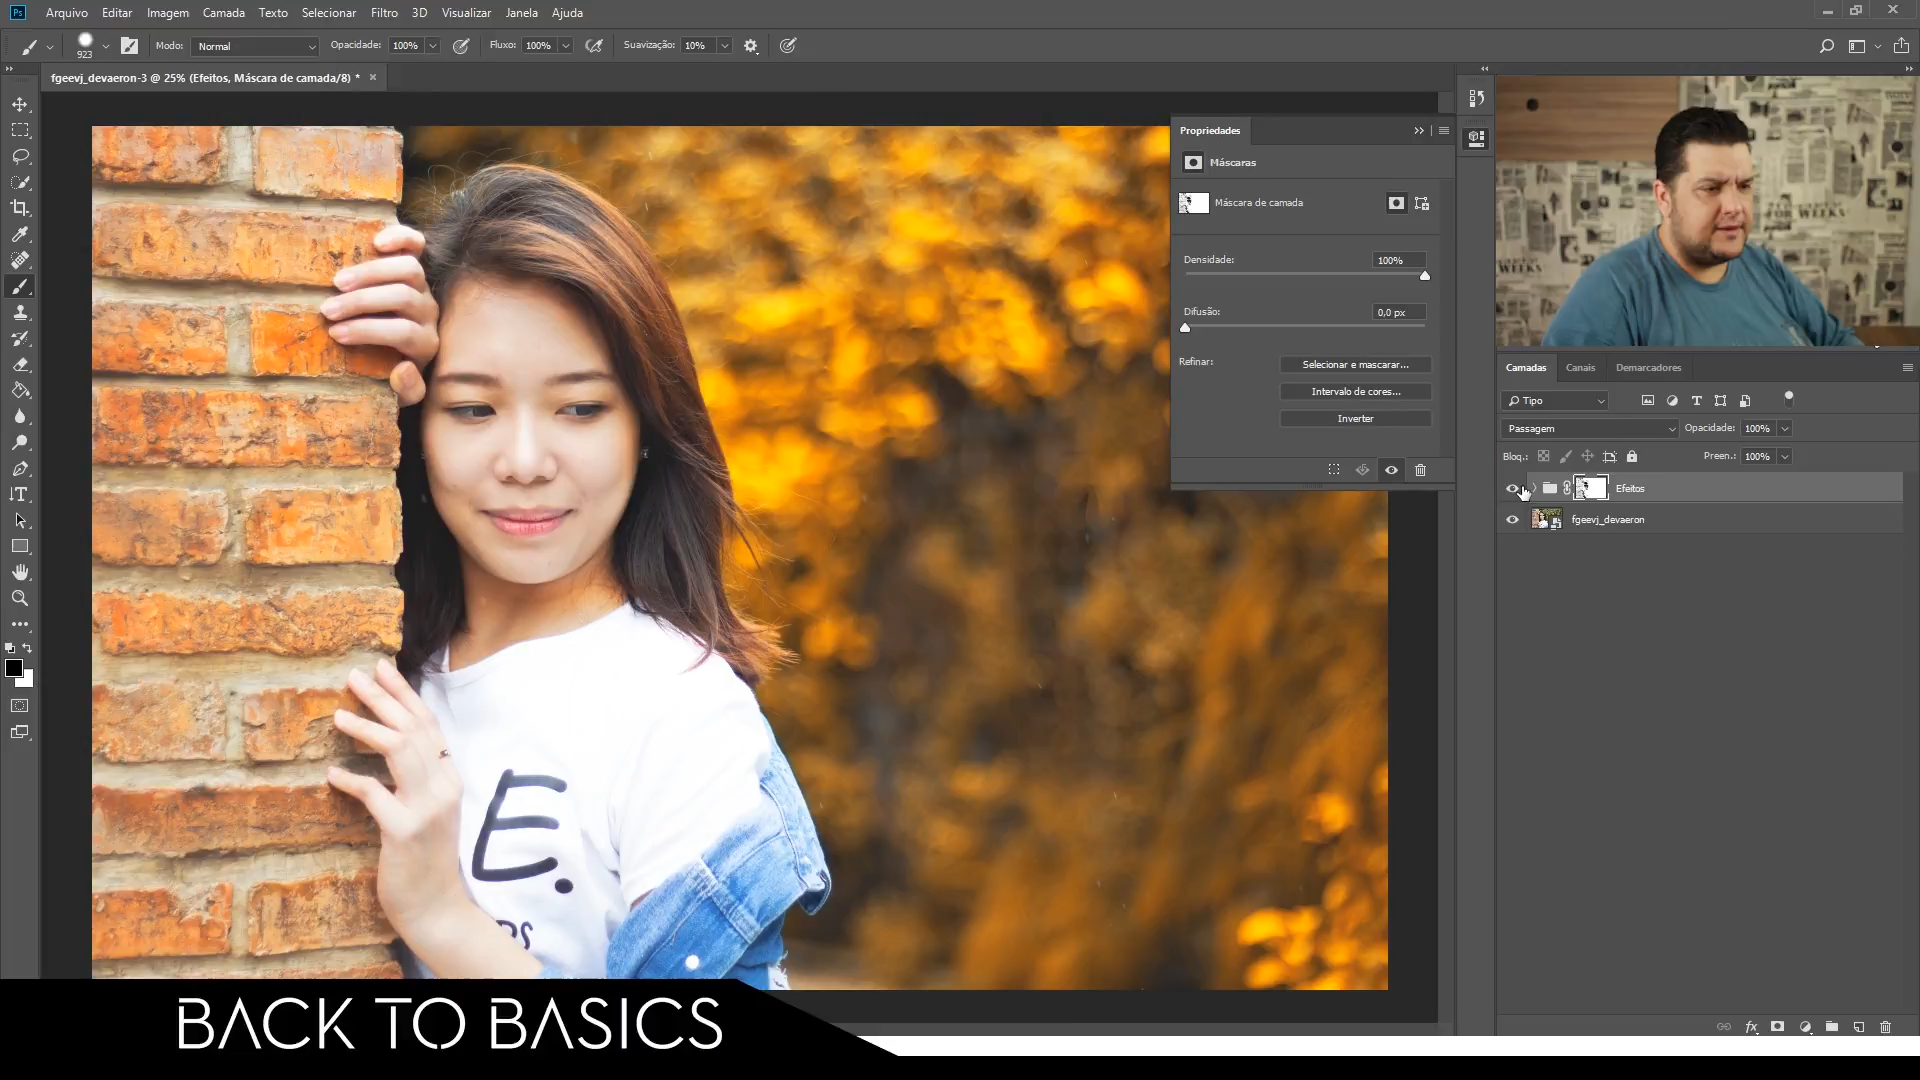 Ps Arquivo Editar Imagem Camada Texto Selecionar Filtro 3D Visualizar Janela Ajuda
923 Modo: Normal Opacidade: 100% Fluxo: 100% Suavização: 10%
fgeevj_devaeron-3 @ 25% (Efeitos, Máscara de camada/8) * ×
Propriedades
Máscaras
Máscara de camada
Densidade: 100%
Difusão: 0,0 px
Refinar: Selecionar e mascarar...
Intervalo de cores...
Inverter
WEEKS
Camadas Canais Demarcadores
Tipo
Passagem Opacidade: 100%
Bloq.: Preen.: 100%
Efeitos
fgeevj_devaeron
E.
BACK TO BASICS